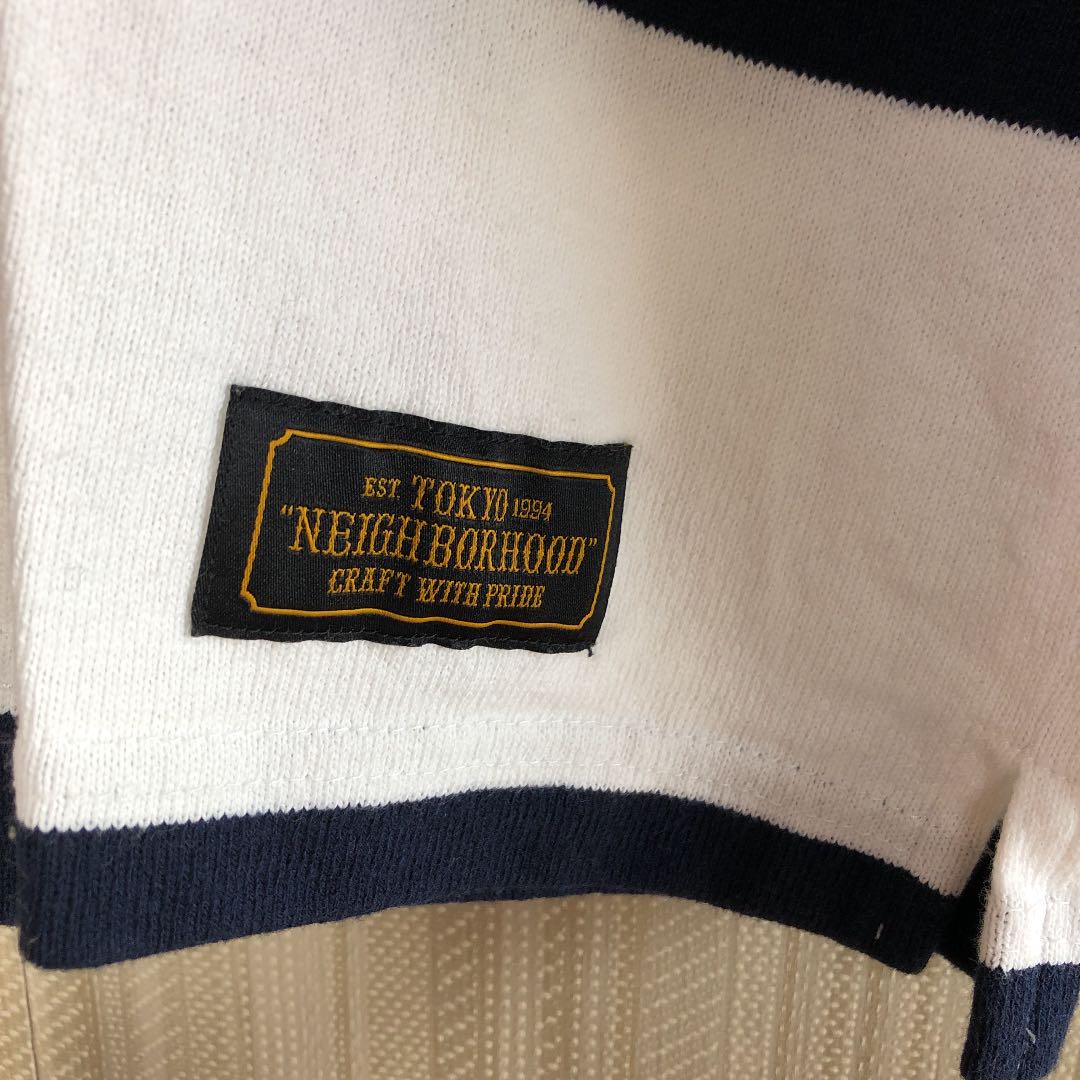 EST. TOKYO 1994
"NEIGHBORHOOD"
CRAFT WITH PRIDE